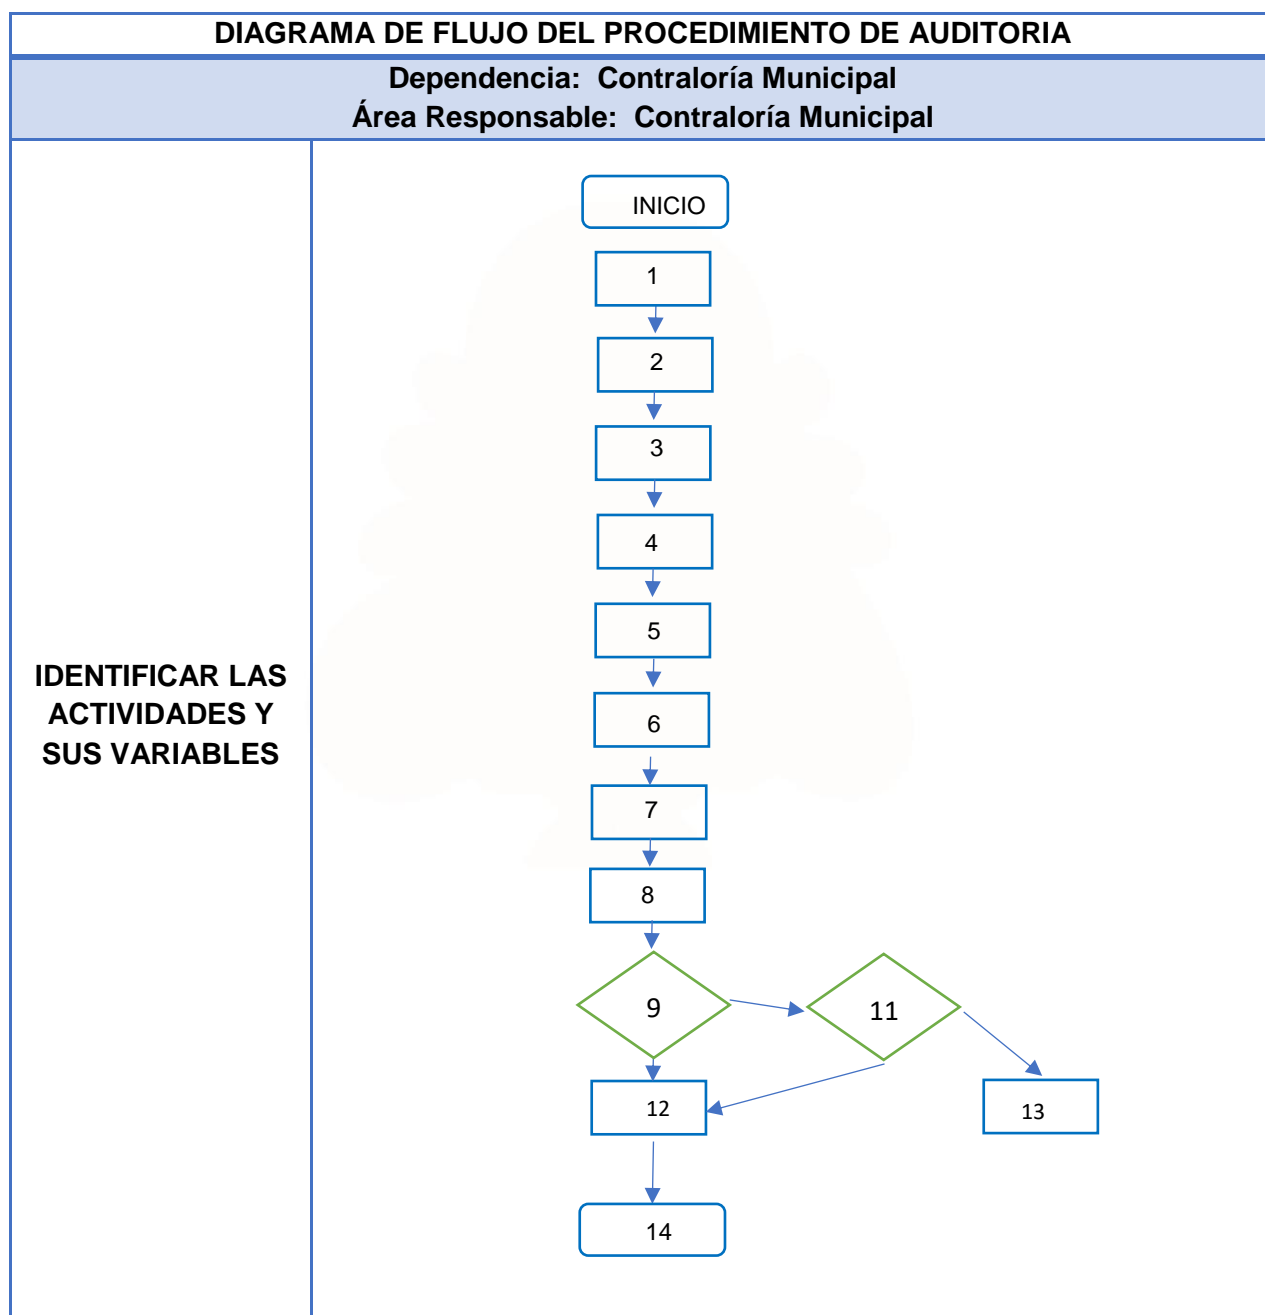 DIAGRAMA DE FLUJO DEL PROCEDIMIENTO DE AUDITORIA
Dependencia: Contraloría Municipal
Área Responsable: Contraloría Municipal
IDENTIFICAR LAS
ACTIVIDADES Y
SUS VARIABLES
INICIO
1
2
3
4
5
6
7
8
9
11
12
13
14